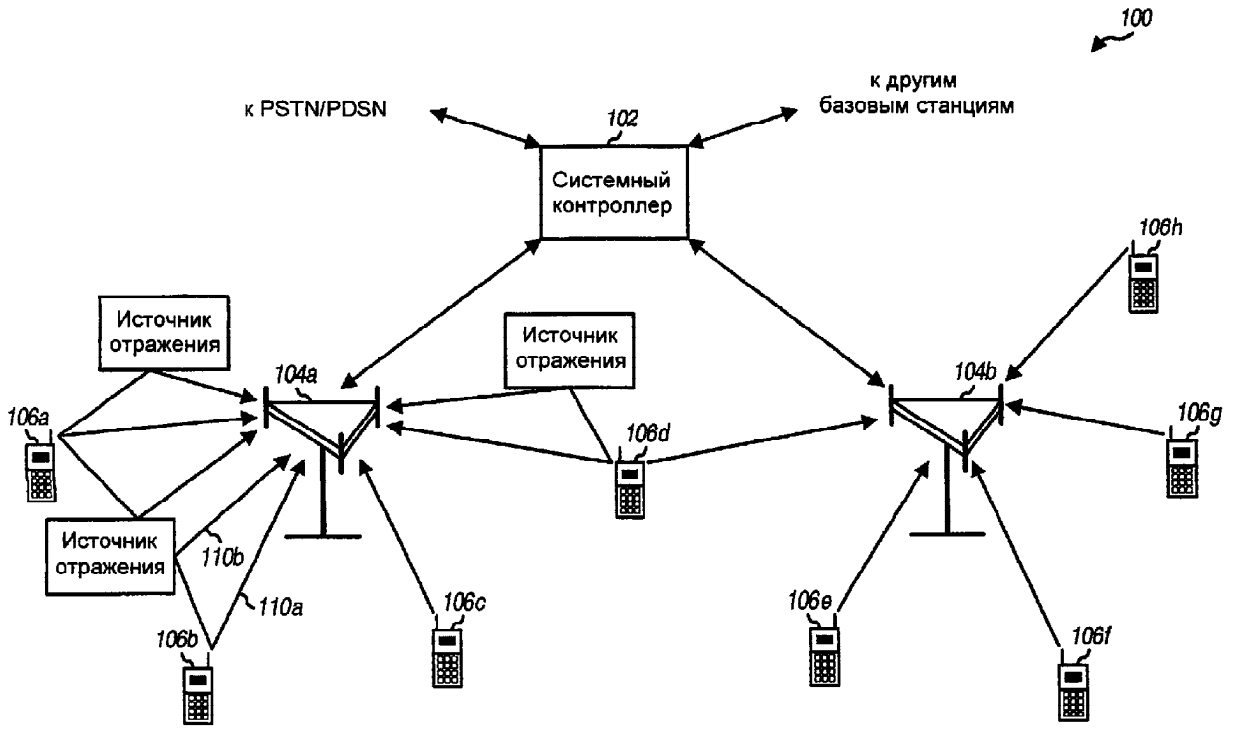 100
к PSTN/PDSN
к другим
базовым станциям
102
Системный
контроллер
106h
Источник
отражения
Источник
отражения
104a
104b
106a
106d
106g
Источник
отражения
110b
110a
106b
106c
106e
106f